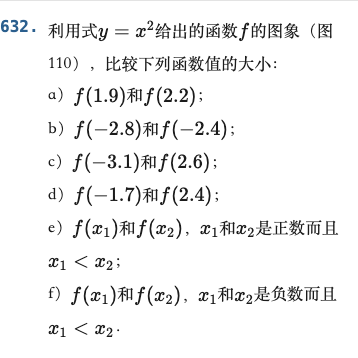 632. 利用式y = x²给出的函数f的图象（图
110），比较下列函数值的大小：
a) f(1.9)和f(2.2);
b) f(−2.8)和f(−2.4);
c) f(−3.1)和f(2.6);
d) f(−1.7)和f(2.4);
e) f(x₁)和f(x₂), x₁和x₂是正数而且
x₁ < x₂;
f) f(x₁)和f(x₂), x₁和x₂是负数而且
x₁ < x₂.